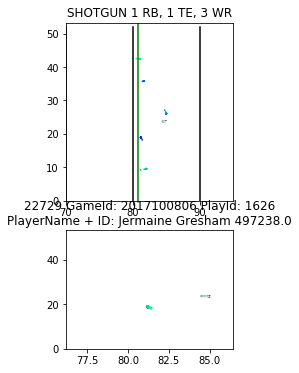 SHOTGUN 1 RB, 1 TE, 3 WR
50
40
30
20
10
0
70 80 90
22729 GameId: 2017100806 PlayId: 1626
PlayerName + ID: Jermaine Gresham 497238.0
40
20
0
77.5 80.0 82.5 85.0